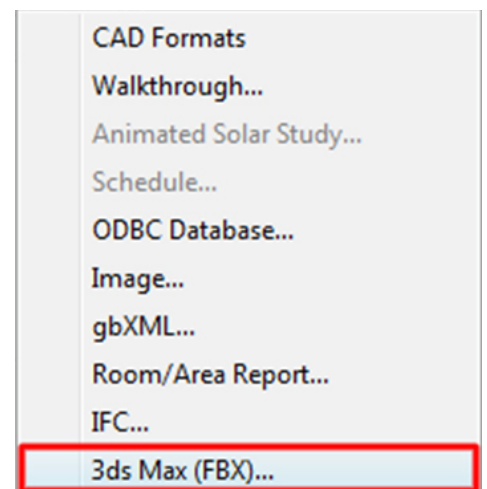 CAD Formats
Walkthrough...
Animated Solar Study...
Schedule...
ODBC Database...
Image...
gbXML...
Room/Area Report...
IFC...
3ds Max (FBX)...